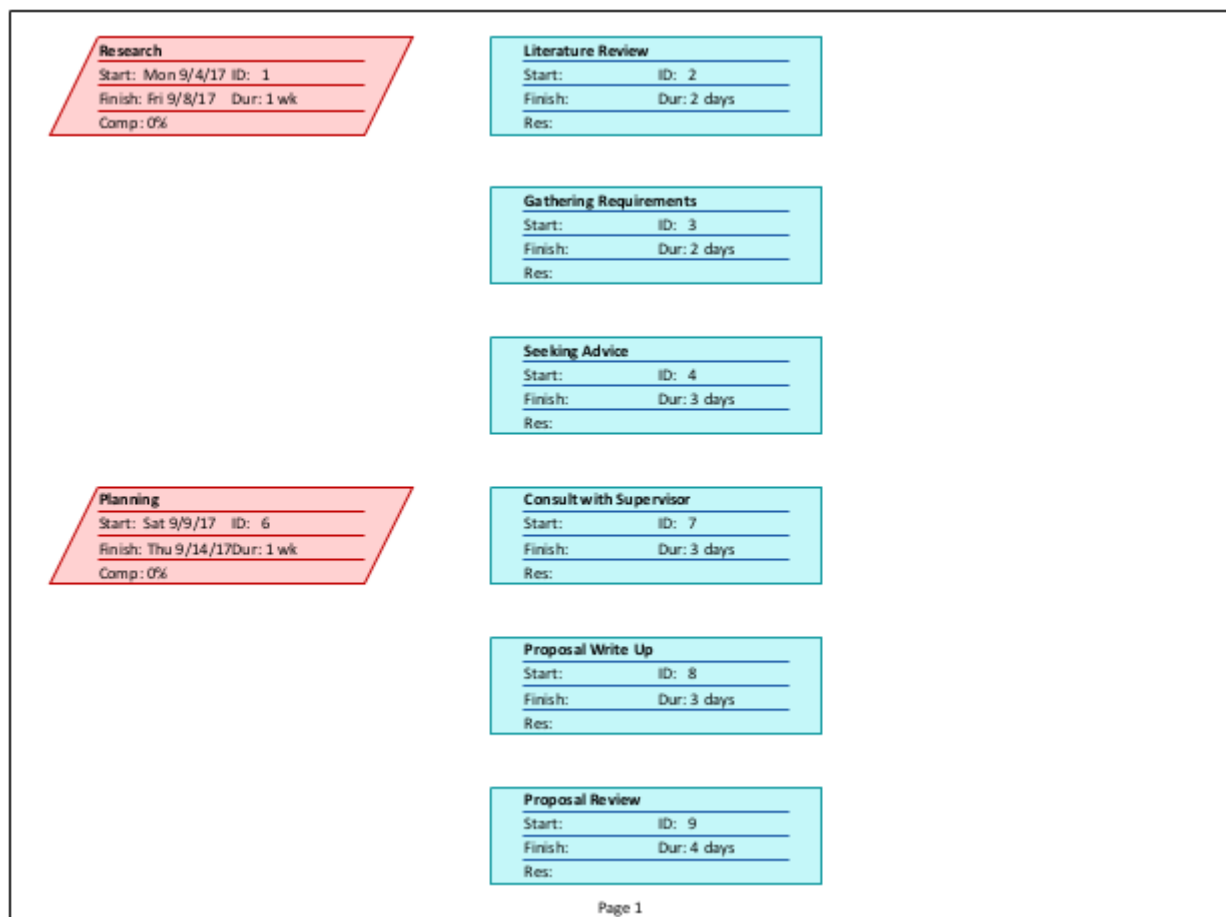 Research
Start: Mon 9/4/17 ID: 1
Finish: Fri 9/8/17 Dur: 1 wk
Comp: 0%
Literature Review
Start: ID: 2
Finish: Dur: 2 days
Res:
Gathering Requirements
Start: ID: 3
Finish: Dur: 2 days
Res:
Seeking Advice
Start: ID: 4
Finish: Dur: 3 days
Res:
Planning
Start: Sat 9/9/17 ID: 6
Finish: Thu 9/14/17Dur: 1 wk
Comp: 0%
Consult with Supervisor
Start: ID: 7
Finish: Dur: 3 days
Res:
Proposal Write Up
Start: ID: 8
Finish: Dur: 3 days
Res:
Proposal Review
Start: ID: 9
Finish: Dur: 4 days
Res:
Page 1